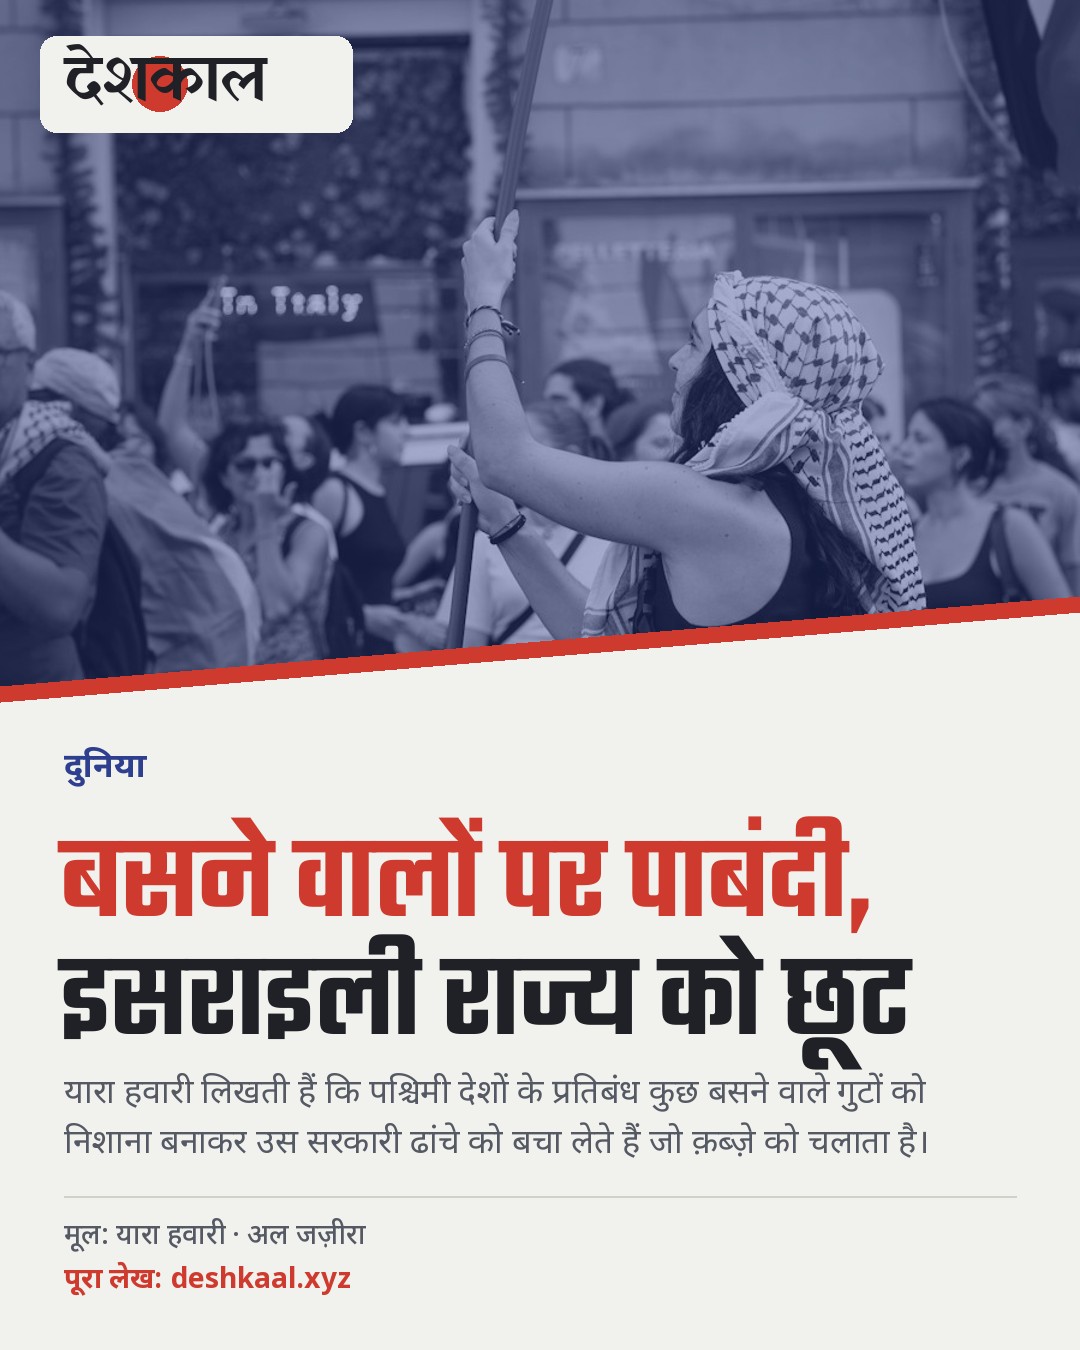 देशकाल
In Italy
दुनिया
बसने वालों पर पाबंदी,
इसराइली राज्य को छूट
यारा हवारी लिखती हैं कि पश्चिमी देशों के प्रतिबंध कुछ बसने वाले गुटों को
निशाना बनाकर उस सरकारी ढांचे को बचा लेते हैं जो क़ब्ज़े को चलाता है।
मूल: यारा हवारी · अल जज़ीरा
पूरा लेख: deshkaal.xyz